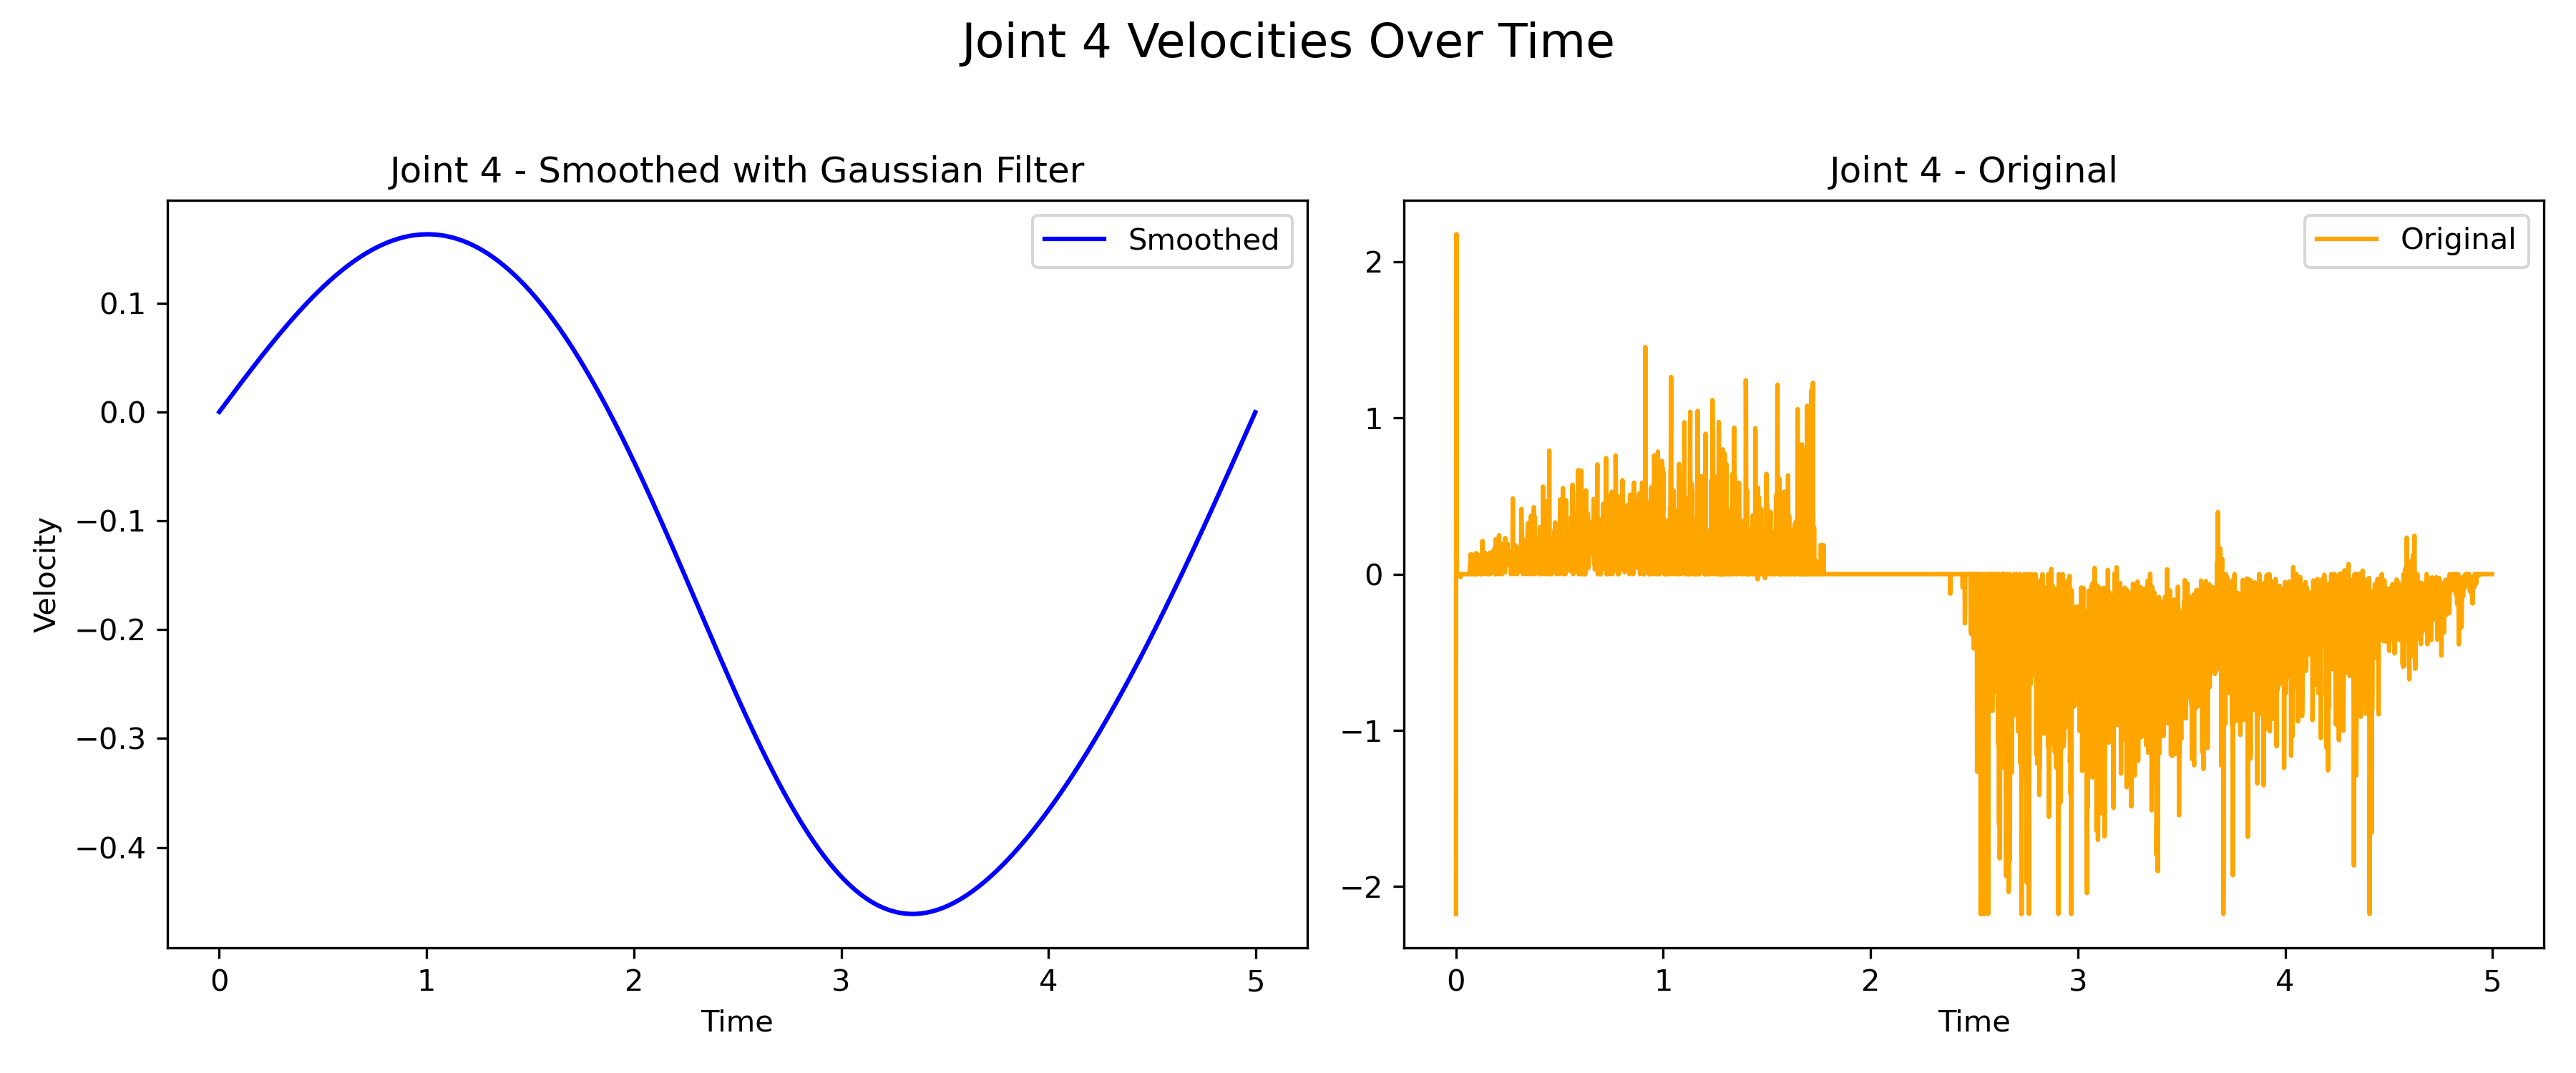 Joint 4 Velocities Over Time
Joint 4 - Smoothed with Gaussian Filter
Smoothed
Velocity
0.1
0.0
−0.1
−0.2
−0.3
−0.4
0 1 2 3 4 5
Time
Joint 4 - Original
Original
2
1
0
−1
−2
0 1 2 3 4 5
Time